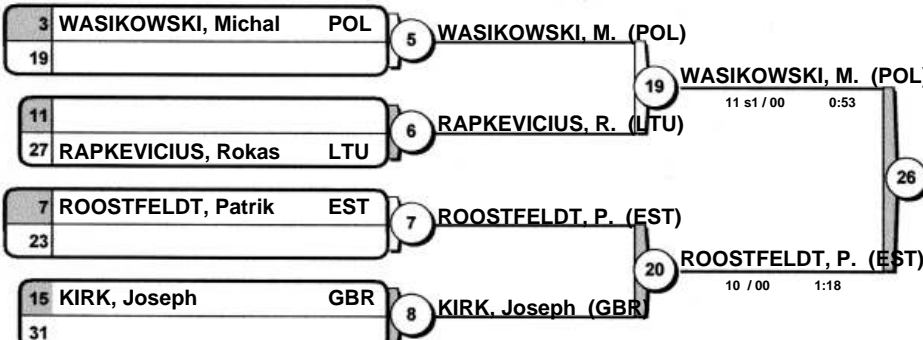 3 WASIKOWSKI, Michal POL
19
5
WASIKOWSKI, M. (POL)
11
27 RAPKEVICIUS, Rokas LTU
6
RAPKEVICIUS, R. (LTU)
19
WASIKOWSKI, M. (POL)
11 s1 / 00 0:53
7 ROOSTFELDT, Patrik EST
23
7
ROOSTFELDT, P. (EST)
15 KIRK, Joseph GBR
31
8
KIRK, Joseph (GBR)
20
ROOSTFELDT, P. (EST)
10 / 00 1:18
26